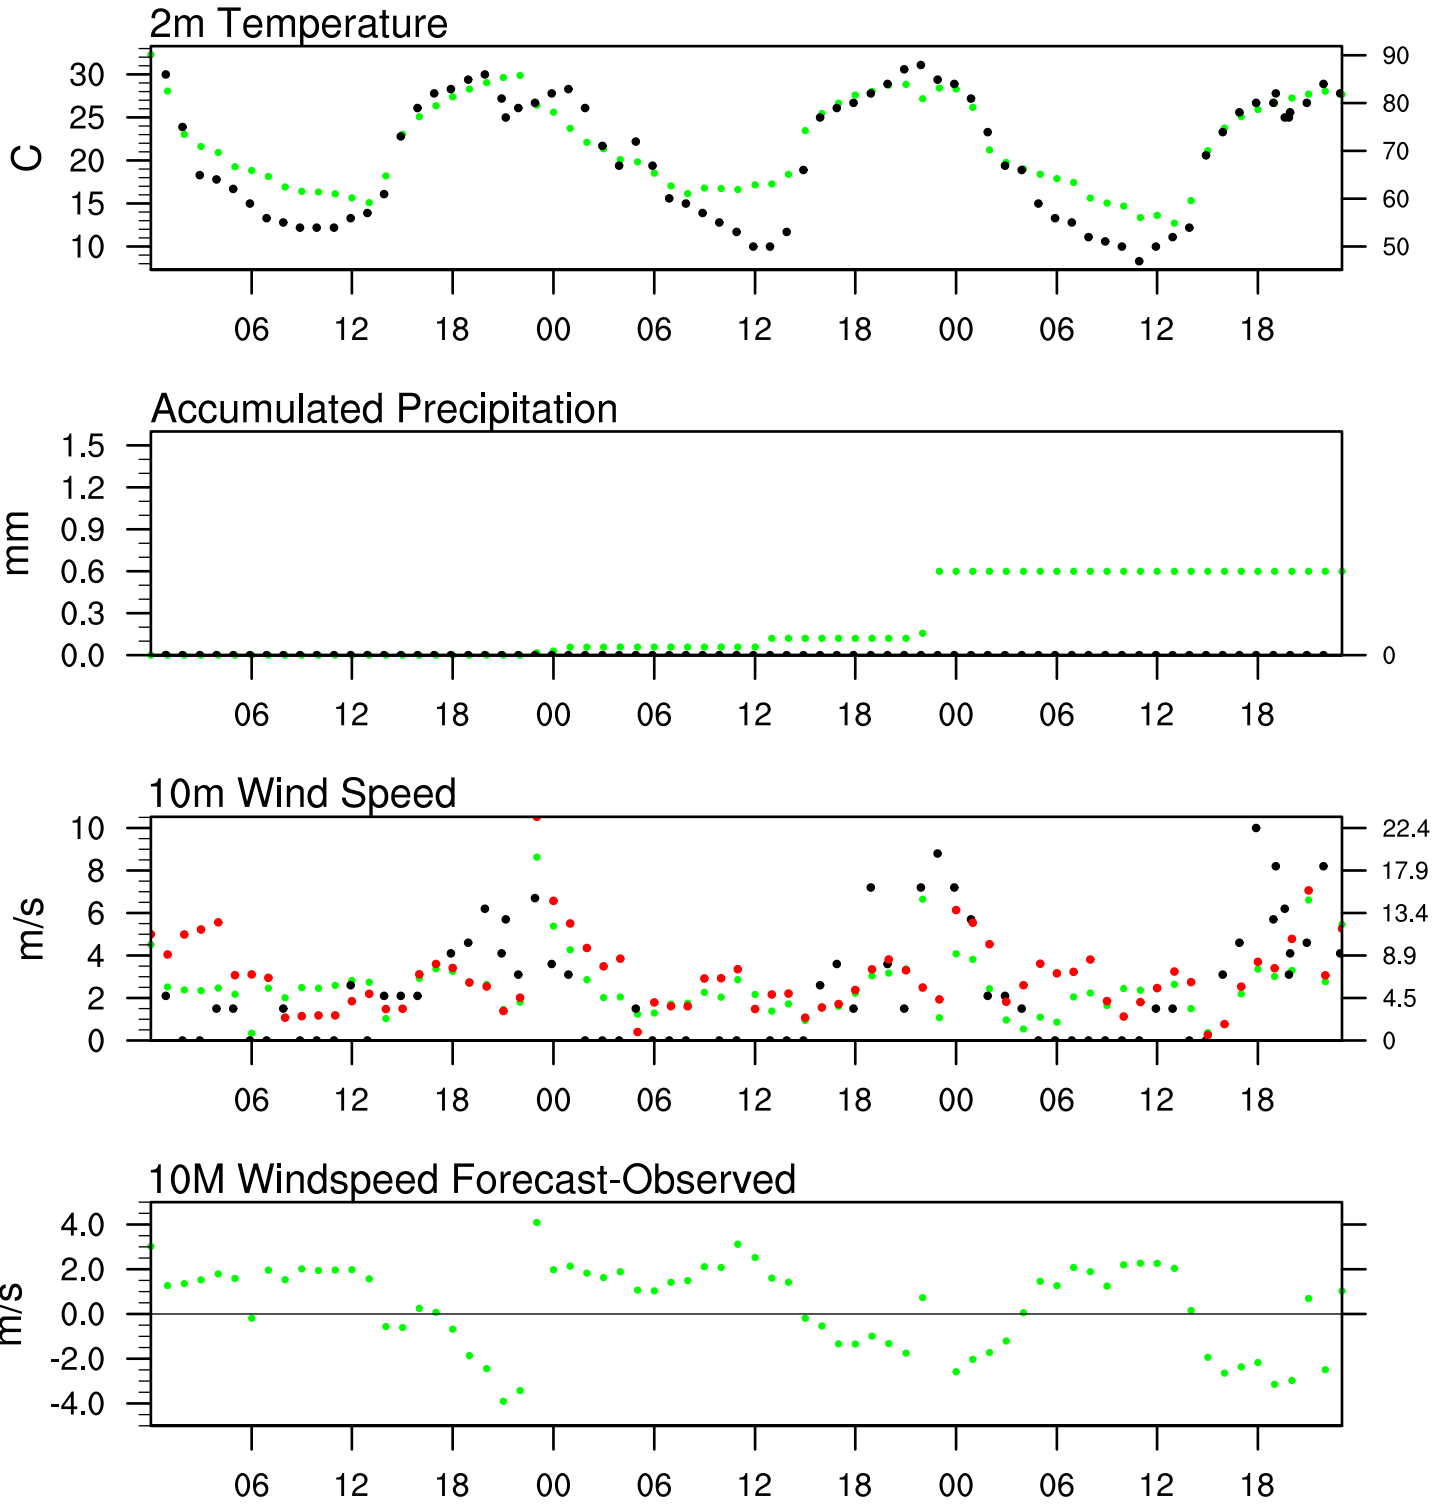 2m Temperature
30
25
20
15
10
C
90
80
70
60
50
06 12 18 00 06 12 18 00 06 12 18
Accumulated Precipitation
1.5
1.2
0.9
0.6
0.3
0.0
mm
0
06 12 18 00 06 12 18 00 06 12 18
10m Wind Speed
10
8
6
4
2
0
m/s
22.4
17.9
13.4
8.9
4.5
0
06 12 18 00 06 12 18 00 06 12 18
10M Windspeed Forecast-Observed
4.0
2.0
0.0
-2.0
-4.0
m/s
06 12 18 00 06 12 18 00 06 12 18